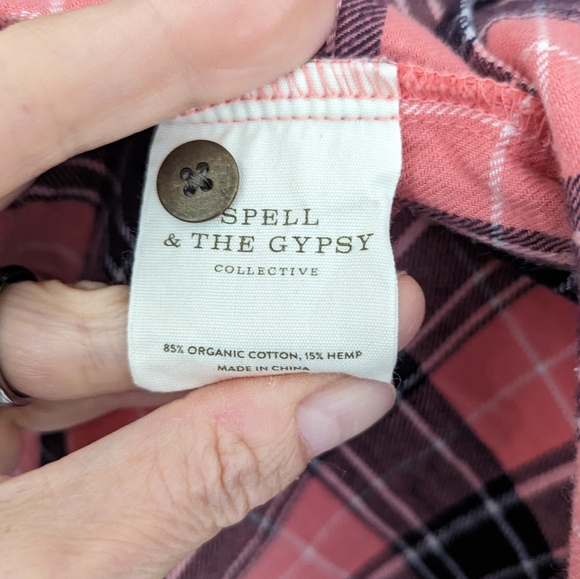 SPELL
& THE GYPSY
COLLECTIVE
85% ORGANIC COTTON, 15% HEMP
MADE IN CHINA